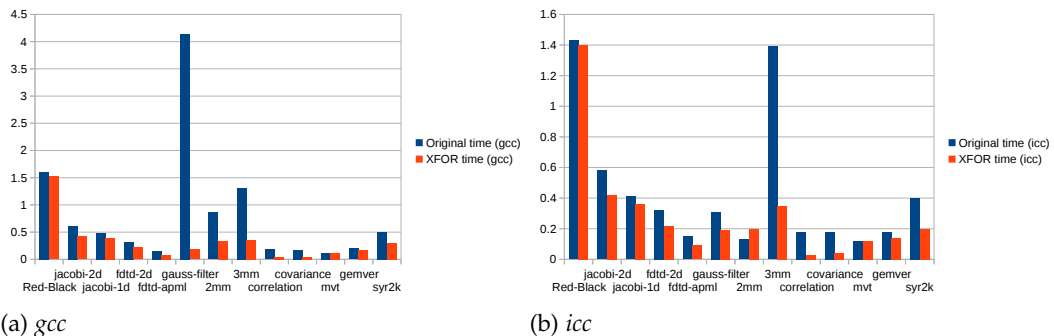 4.5
4
3.5
3
2.5
2
1.5
1
0.5
0
jacobi-2d fdtd-2d gauss-filter 3mm covariance gemver
Red-Black jacobi-1d fdtd-apml 2mm correlation mvt syr2k
Original time (gcc)
XFOR time (gcc)
(a) gcc
1.6
1.4
1.2
1
0.8
0.6
0.4
0.2
0
jacobi-2d fdtd-2d gauss-filter 3mm covariance gemver
Red-Black jacobi-1d fdtd-apml 2mm correlation mvt syr2k
Original time (icc)
XFOR time (icc)
(b) icc